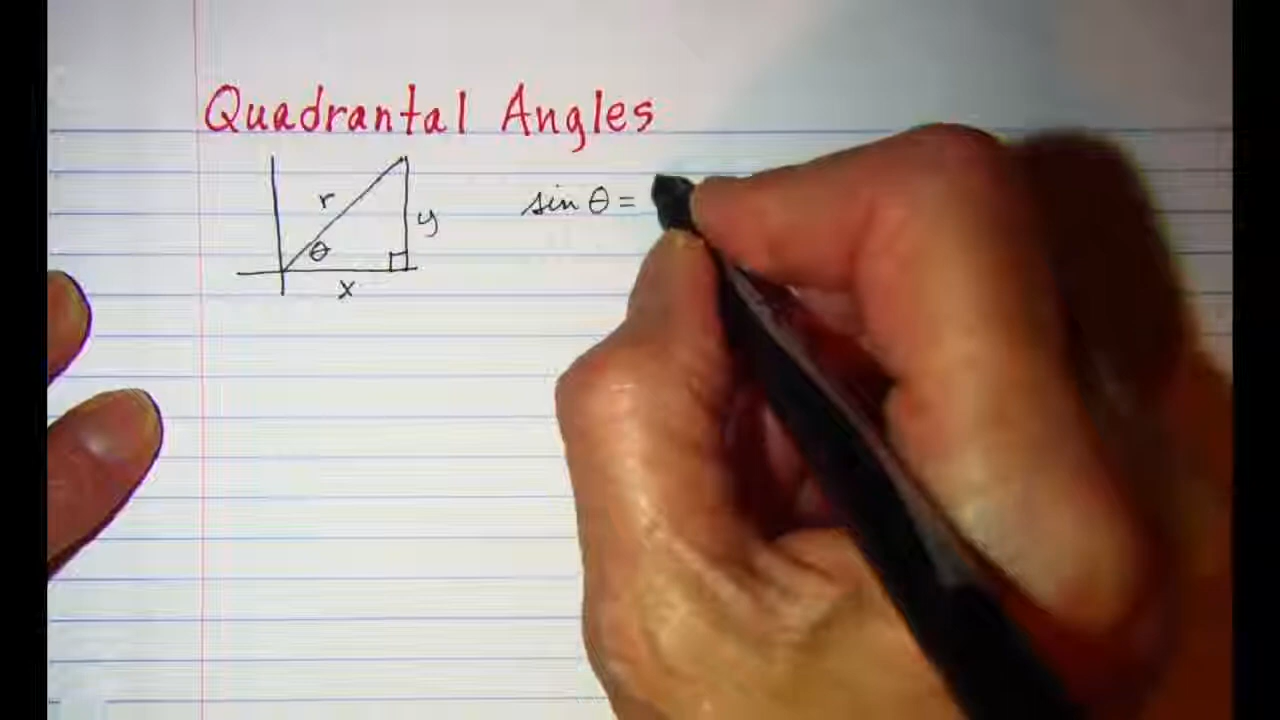 Quadrantal Angles
r
sin θ =
y
θ
x